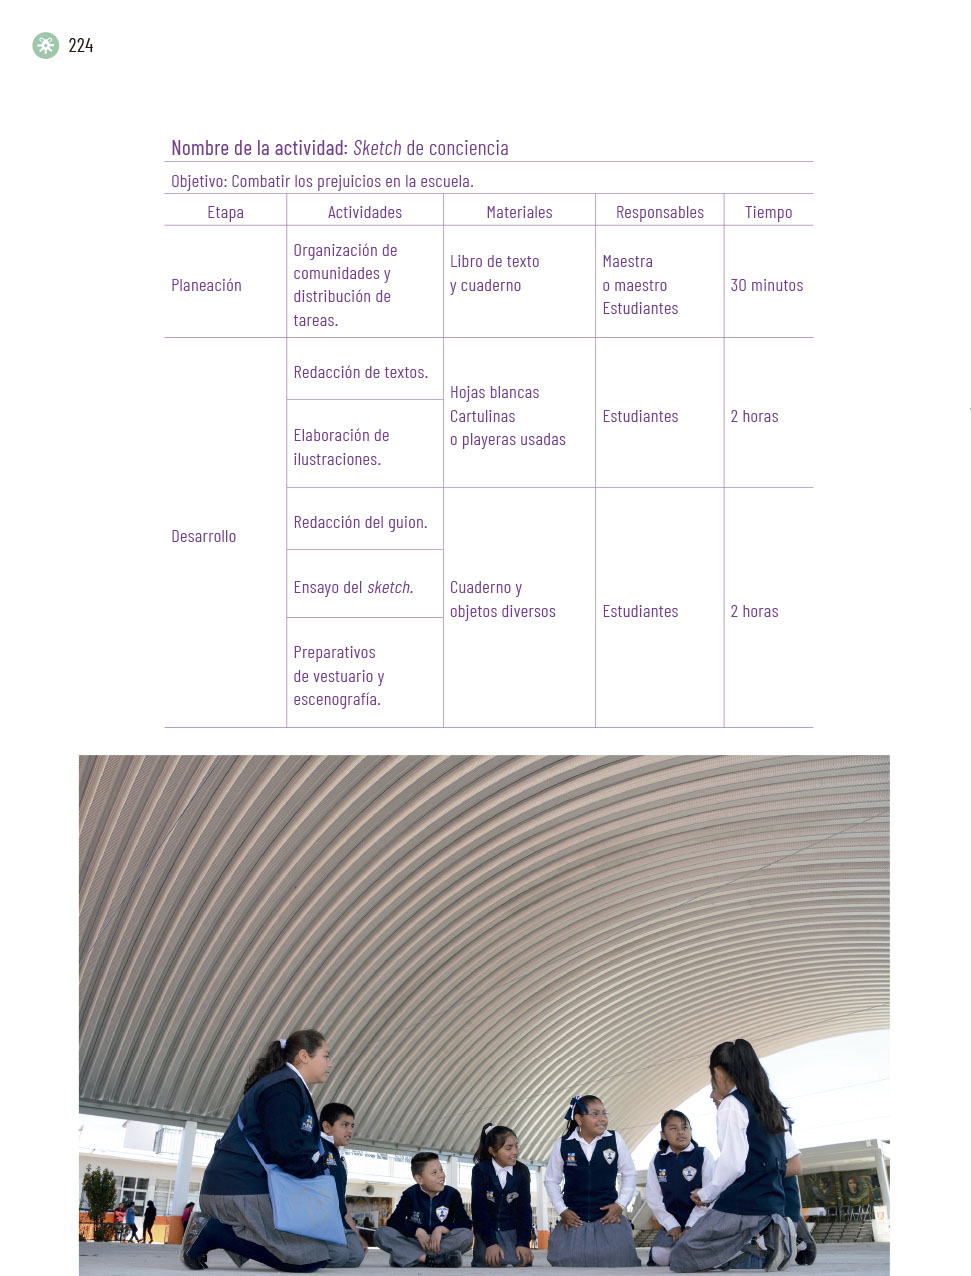 224
Nombre de la actividad: Sketch de conciencia
Objetivo: Combatir los prejuicios en la escuela.
Etapa
Actividades
Materiales
Responsables
Tiempo
Planeación
Organización de
comunidades y
distribución de
tareas.
Libro de texto
y cuaderno
Maestra
o maestro
Estudiantes
30 minutos
Desarrollo
Redacción de textos.
Elaboración de
ilustraciones.
Hojas blancas
Cartulinas
o playeras usadas
Estudiantes
2 horas
Redacción del guion.
Ensayo del sketch.
Preparativos
de vestuario y
escenografía.
Cuaderno y
objetos diversos
Estudiantes
2 horas